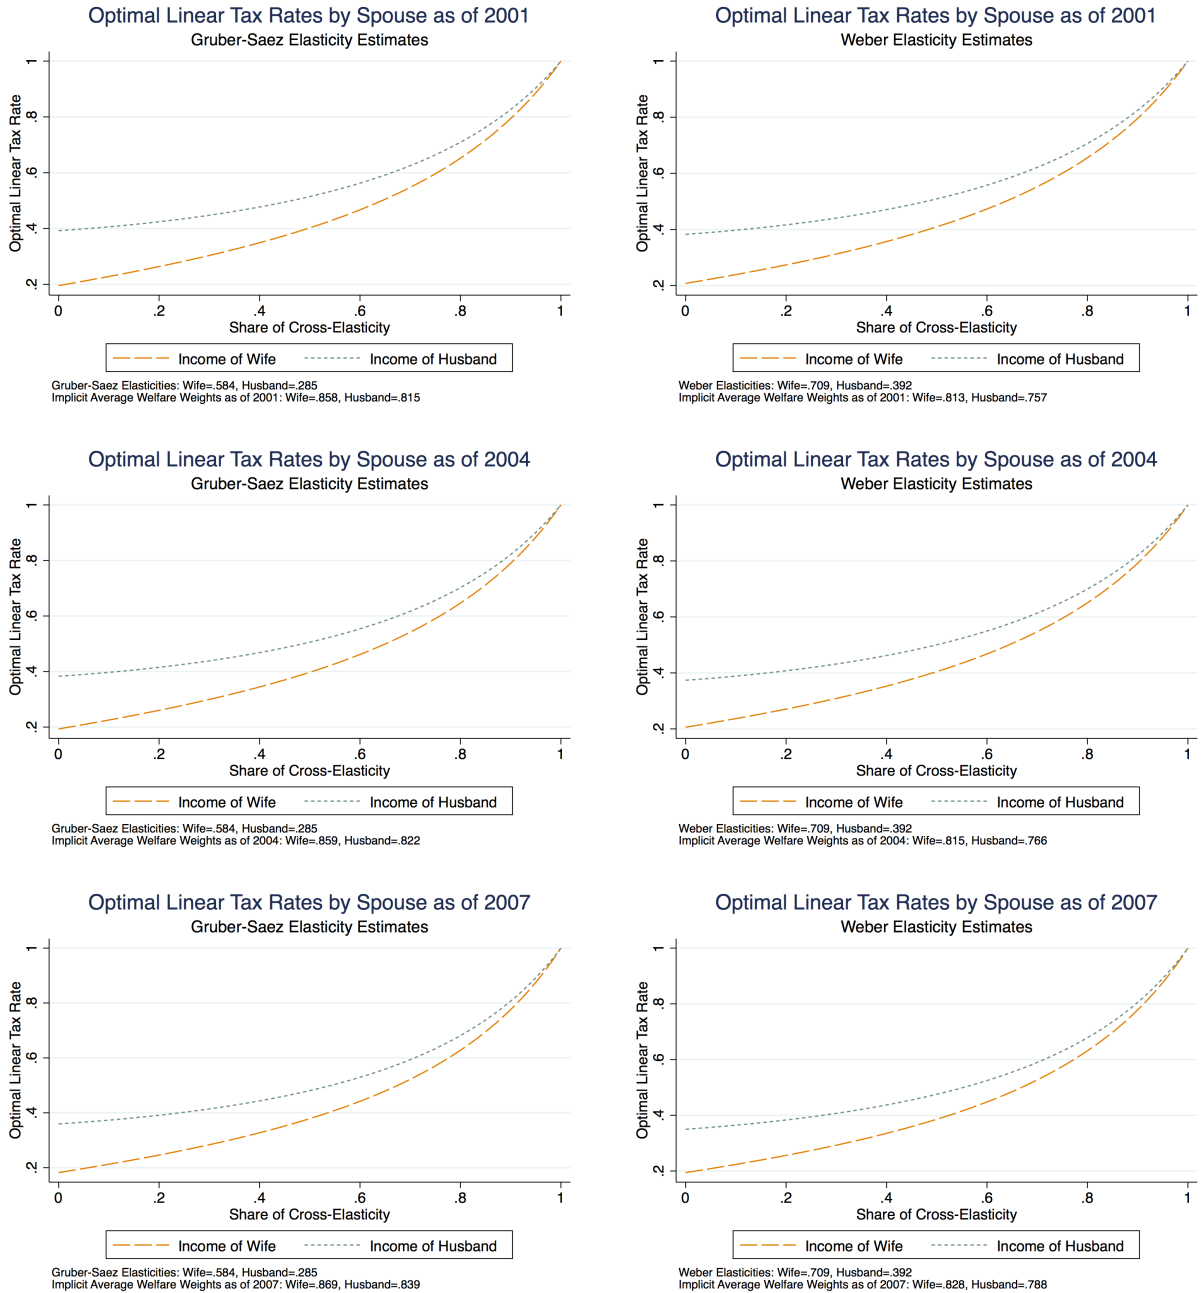 Optimal Linear Tax Rates by Spouse as of 2001
Gruber-Saez Elasticity Estimates
Optimal Linear Tax Rate
1
.8
.6
.4
.2
0 .2 .4 .6 .8 1
Share of Cross-Elasticity
Income of Wife Income of Husband
Gruber-Saez Elasticities: Wife=.584, Husband=.285
Implicit Average Welfare Weights as of 2001: Wife=.858, Husband=.815
Optimal Linear Tax Rates by Spouse as of 2001
Weber Elasticity Estimates
Optimal Linear Tax Rate
1
.8
.6
.4
.2
0 .2 .4 .6 .8 1
Share of Cross-Elasticity
Income of Wife Income of Husband
Weber Elasticities: Wife=.709, Husband=.392
Implicit Average Welfare Weights as of 2001: Wife=.813, Husband=.757
Optimal Linear Tax Rates by Spouse as of 2004
Gruber-Saez Elasticity Estimates
Optimal Linear Tax Rate
1
.8
.6
.4
.2
0 .2 .4 .6 .8 1
Share of Cross-Elasticity
Income of Wife Income of Husband
Gruber-Saez Elasticities: Wife=.584, Husband=.285
Implicit Average Welfare Weights as of 2004: Wife=.859, Husband=.822
Optimal Linear Tax Rates by Spouse as of 2004
Weber Elasticity Estimates
Optimal Linear Tax Rate
1
.8
.6
.4
.2
0 .2 .4 .6 .8 1
Share of Cross-Elasticity
Income of Wife Income of Husband
Weber Elasticities: Wife=.709, Husband=.392
Implicit Average Welfare Weights as of 2004: Wife=.815, Husband=.766
Optimal Linear Tax Rates by Spouse as of 2007
Gruber-Saez Elasticity Estimates
Optimal Linear Tax Rate
1
.8
.6
.4
.2
0 .2 .4 .6 .8 1
Share of Cross-Elasticity
Income of Wife Income of Husband
Gruber-Saez Elasticities: Wife=.584, Husband=.285
Implicit Average Welfare Weights as of 2007: Wife=.869, Husband=.839
Optimal Linear Tax Rates by Spouse as of 2007
Weber Elasticity Estimates
Optimal Linear Tax Rate
1
.8
.6
.4
.2
0 .2 .4 .6 .8 1
Share of Cross-Elasticity
Income of Wife Income of Husband
Weber Elasticities: Wife=.709, Husband=.392
Implicit Average Welfare Weights as of 2007: Wife=.828, Husband=.788